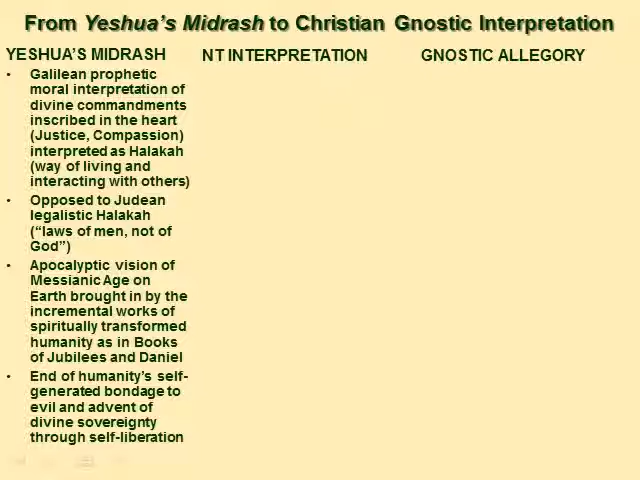 From Yeshua's Midrash to Christian Gnostic Interpretation
YESHUA'S MIDRASH
NT INTERPRETATION
GNOSTIC ALLEGORY
• Galilean prophetic
moral interpretation of
divine commandments
inscribed in the heart
(Justice, Compassion)
interpreted as Halakah
(way of living and
interacting with others)
• Opposed to Judean
legalistic Halakah
("laws of men, not of
God")
• Apocalyptic vision of
Messianic Age on
Earth brought in by the
incremental works of
spiritually transformed
humanity as in Books
of Jubilees and Daniel
• End of humanity's self-
generated bondage to
evil and advent of
divine sovereignty
through self-liberation